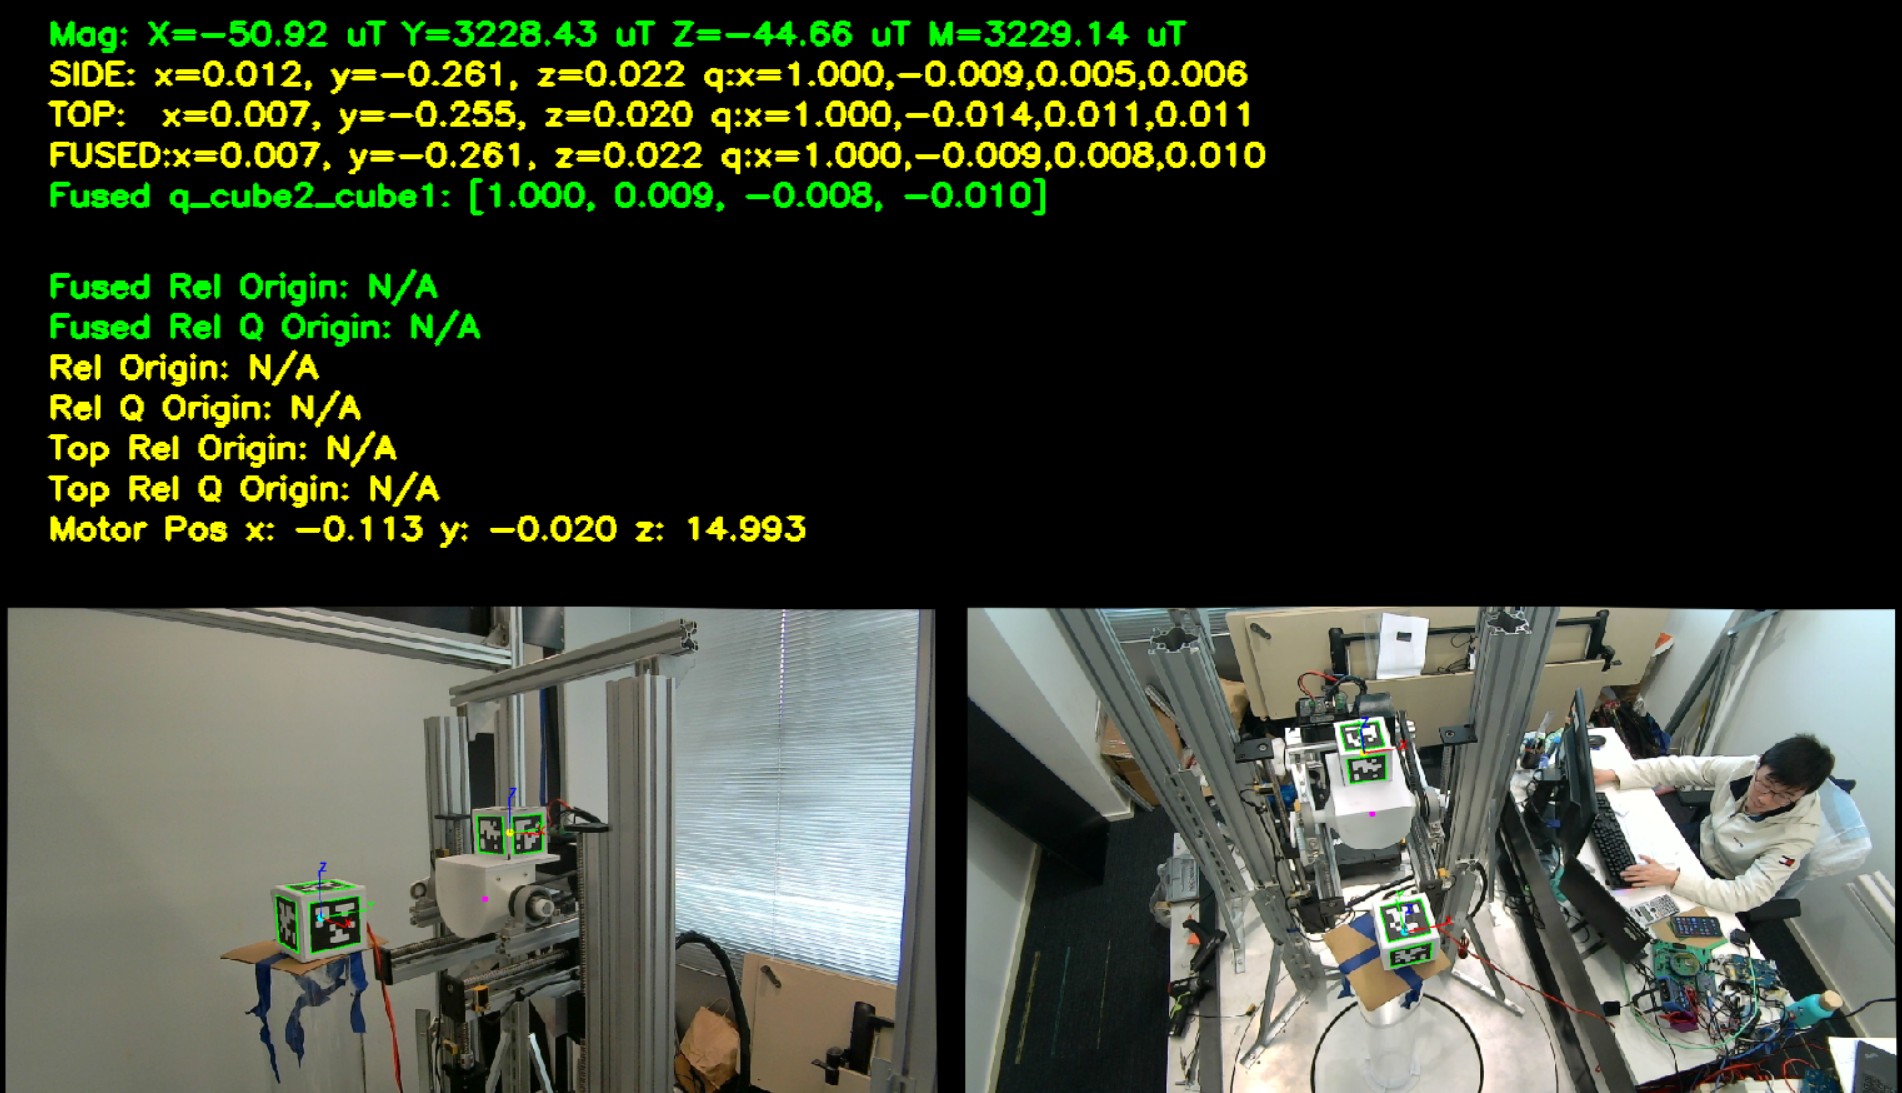 Mag: X=-50.92 uT Y=3228.43 uT Z=-44.66 uT M=3229.14 uT
SIDE: x=0.012, y=-0.261, z=0.022 q:x=1.000,-0.009,0.005,0.006
TOP: x=0.007, y=-0.255, z=0.020 q:x=1.000,-0.014,0.011,0.011
FUSED:x=0.007, y=-0.261, z=0.022 q:x=1.000,-0.009,0.008,0.010
Fused q_cube2_cube1: [1.000, 0.009, -0.008, -0.010]
Fused Rel Origin: N/A
Fused Rel Q Origin: N/A
Rel Origin: N/A
Rel Q Origin: N/A
Top Rel Origin: N/A
Top Rel Q Origin: N/A
Motor Pos x: -0.113 y: -0.020 z: 14.993
Z
Z